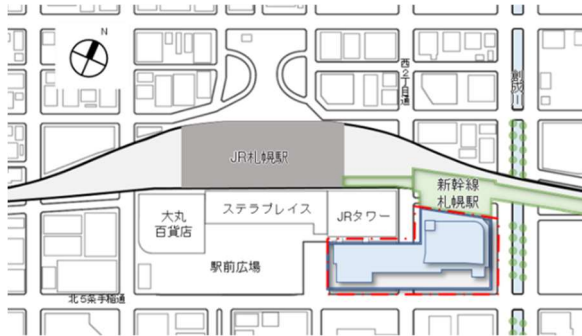 西2丁目通
創成川
JR札幌駅
新幹線
札幌駅
大丸
百貨店
ステラプレイス
JRタワー
駅前広場
北5条手稲通